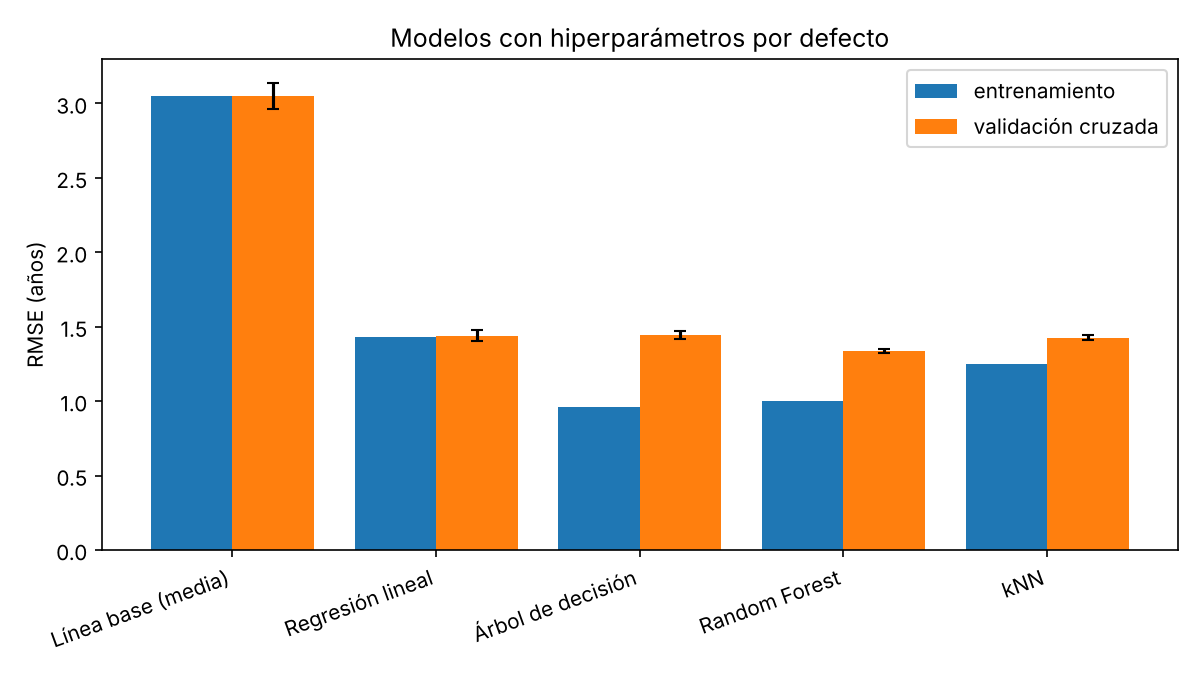 Modelos con hiperparámetros por defecto
entrenamiento
validación cruzada
RMSE (años)
3.0
2.5
2.0
1.5
1.0
0.5
0.0
Línea base (media)
Regresión lineal
Árbol de decisión
Random Forest
kNN